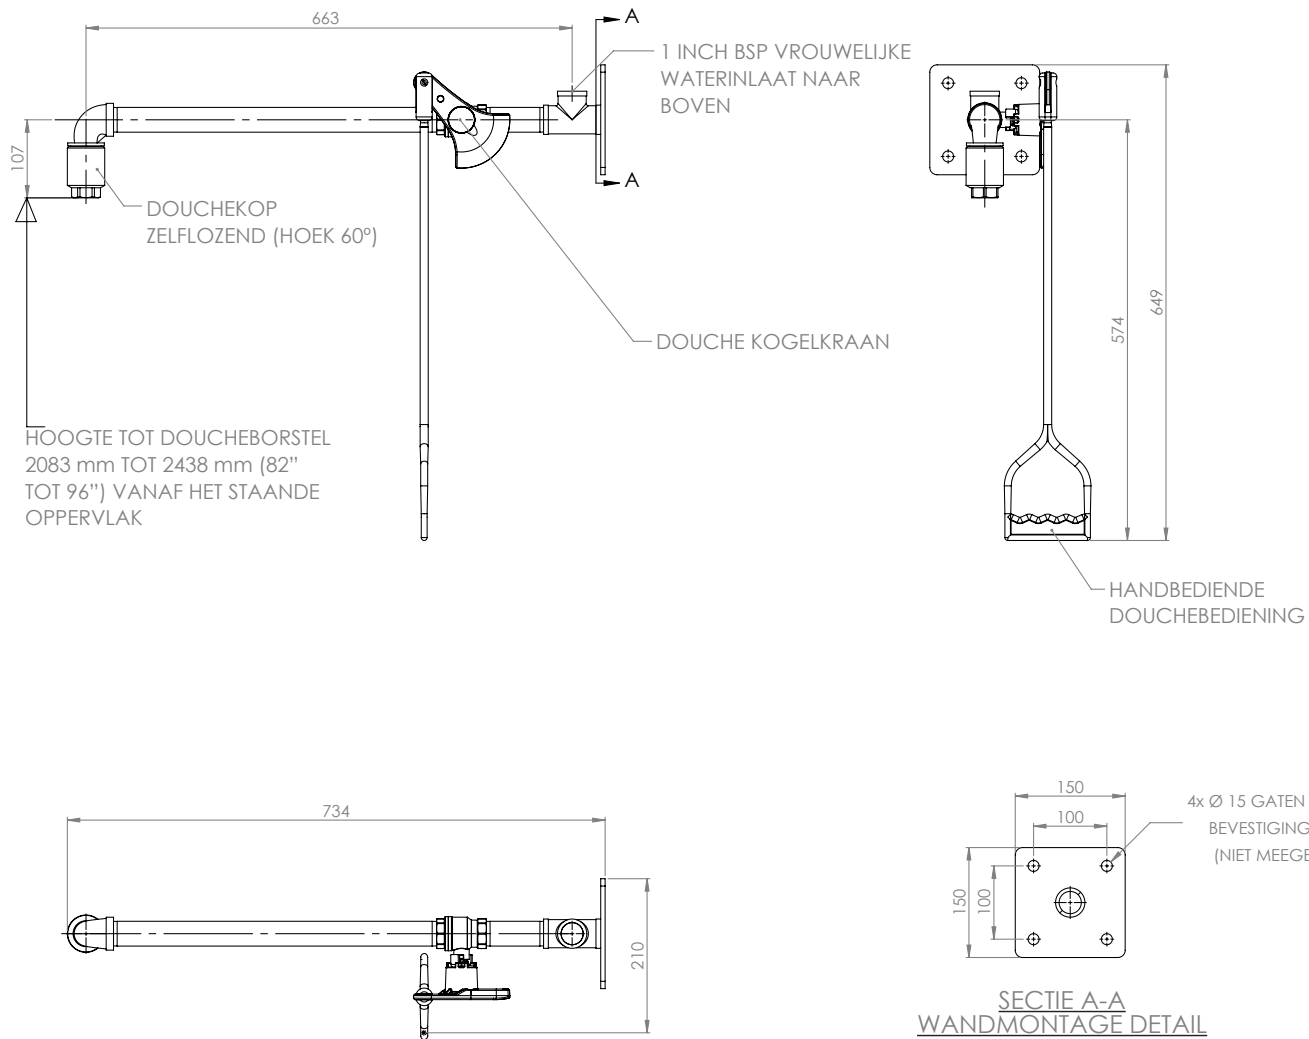 663
A
1 INCH BSP VROUWELIJKE
WATERINLAAT NAAR
BOVEN
107
A
DOUCHEKOP
ZELFLOZEND (HOEK 60º)
DOUCHE KOGELKRAAN
HOOGTE TOT DOUCHEBORSTEL
2083 mm TOT 2438 mm (82”
TOT 96”) VANAF HET STAANDE
OPPERVLAK
574
649
HANDBEDIENDE
DOUCHEBEDIENING
734
210
150
100
4x Ø 15 GATEN
BEVESTIGING
(NIET MEEGE
150
100
SECTIE A-A
WANDMONTAGE DETAIL